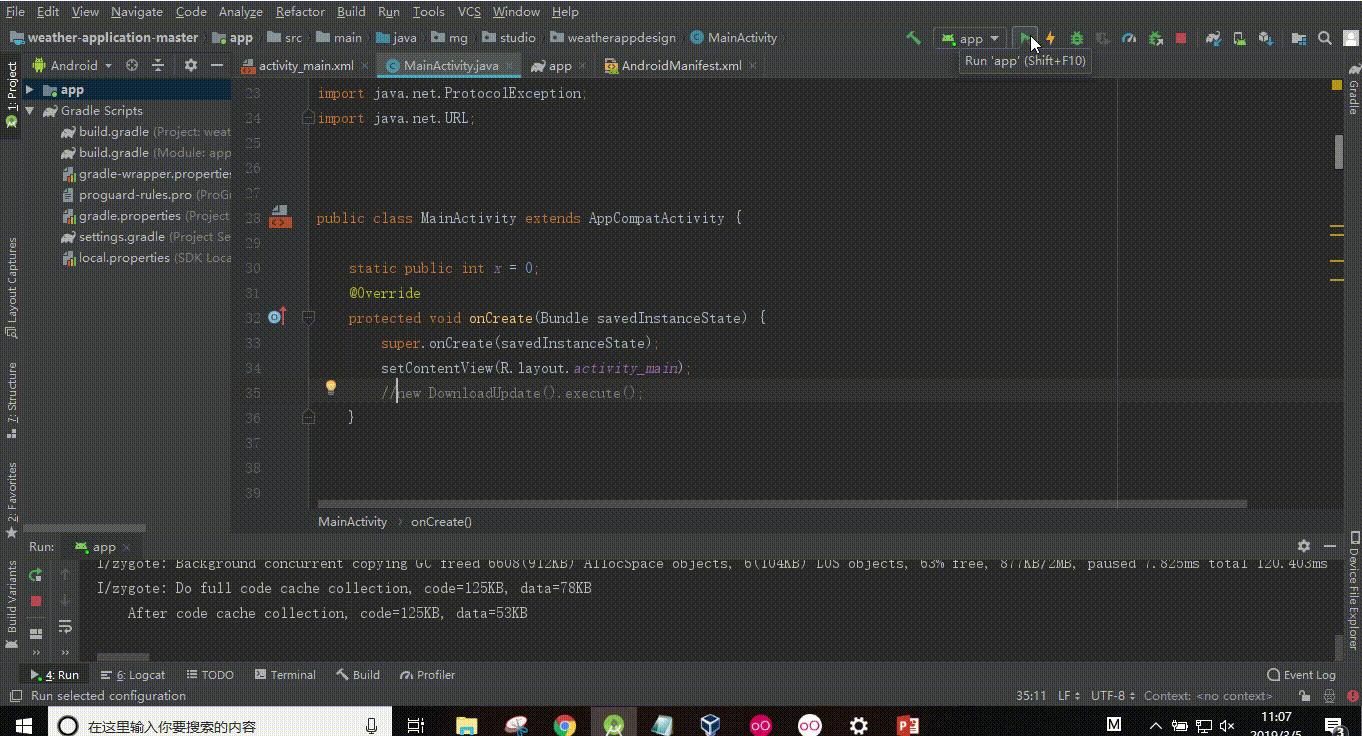 File Edit View Navigate Code Analyze Refactor Build Run Tools VCS Window Help
weather-application-master app src main java mg studio weatherappdesign MainActivity app
Run 'app' (Shift+F10)
Android activity_main.xml MainActivity.java app AndroidManifest.xml
1: Project
Layout Captures
7: Structure
2: Favorites
Build Variants
app
Gradle Scripts
build.gradle (Project: weat
build.gradle (Module: app
gradle-wrapper.properties
proguard-rules.pro (ProG
gradle.properties (Project
settings.gradle (Project Se
local.properties (SDK Loca
23 import java.net.ProtocolException;
24 import java.net.URL;
25
26
27
28 public class MainActivity extends AppCompatActivity {
29
30 static public int x = 0;
31 @Override
32 protected void onCreate(Bundle savedInstanceState) {
33 super.onCreate(savedInstanceState);
34 setContentView(R.layout.activity_main);
35 //new DownloadUpdate().execute();
36 }
37
38
39
MainActivity › onCreate()
Gradle
Device File Explorer
Run: app
I/zygote: Background concurrent copying GC freed 6608(912KB) AllocSpace objects, 6(104KB) LOS objects, 63% free, 877KB/2MB, paused 7.825ms total 120.403ms
I/zygote: Do full code cache collection, code=125KB, data=78KB
After code cache collection, code=125KB, data=53KB
4: Run 6: Logcat TODO Terminal Build Profiler Event Log
Run selected configuration 35:11 LF UTF-8 Context: <no context>
在这里输入你要搜索的内容 M 11:07
2019/3/5 3